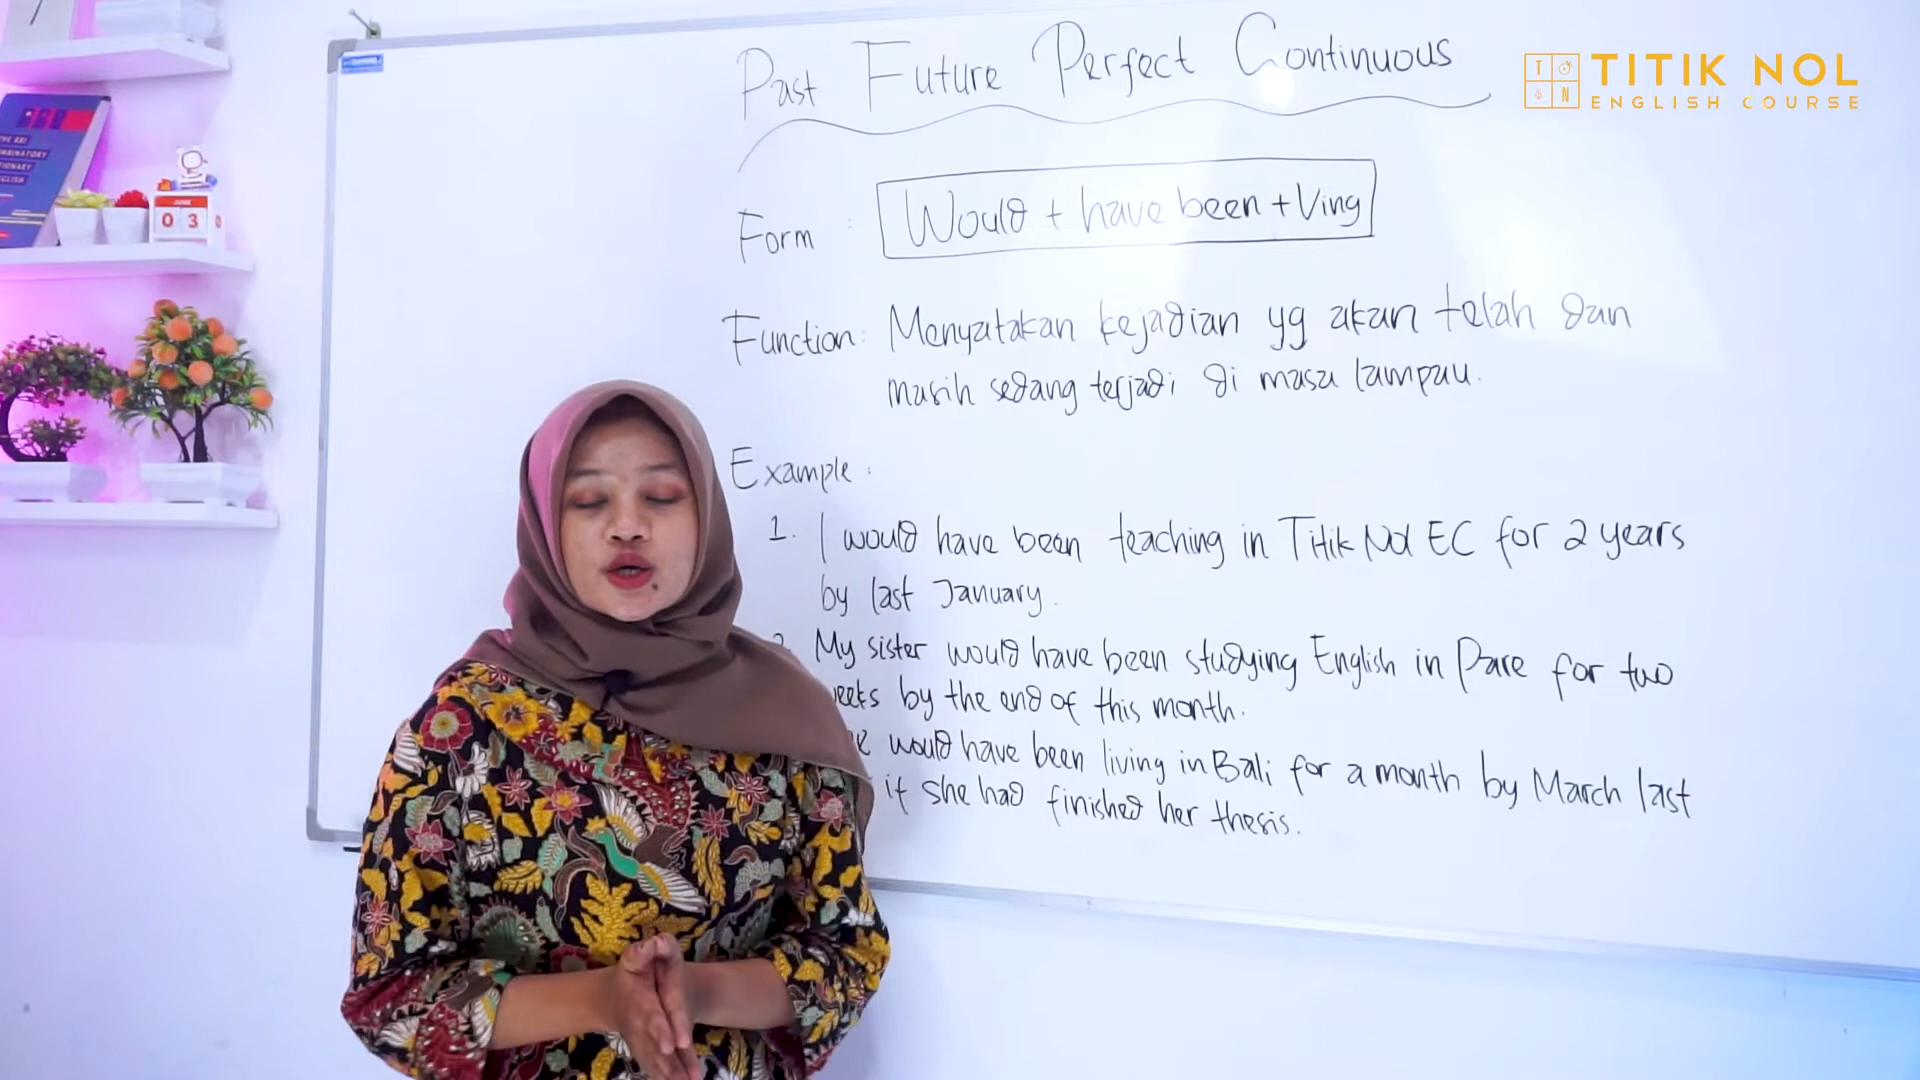 Past Future Perfect Continuous
TITIK NOL
ENGLISH COURSE
Form : Would + have been + Ving
Function : Menyatakan kejadian yg akan telah dan
masih sedang terjadi di masa lampau.
Example :
1. I would have been teaching in Titik Nol EC for 2 years
by last January.
My sister would have been studying English in Pare for two
by the end of this month.
would have been living in Bali for a month by March last
if she had finished her thesis.
JUNE
03